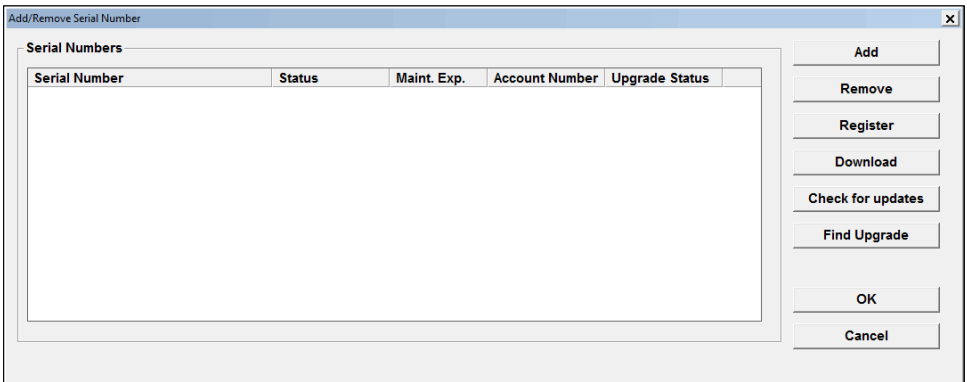 Add/Remove Serial Number
Serial Numbers
Serial Number Status Maint. Exp. Account Number Upgrade Status
Add
Remove
Register
Download
Check for updates
Find Upgrade
OK
Cancel